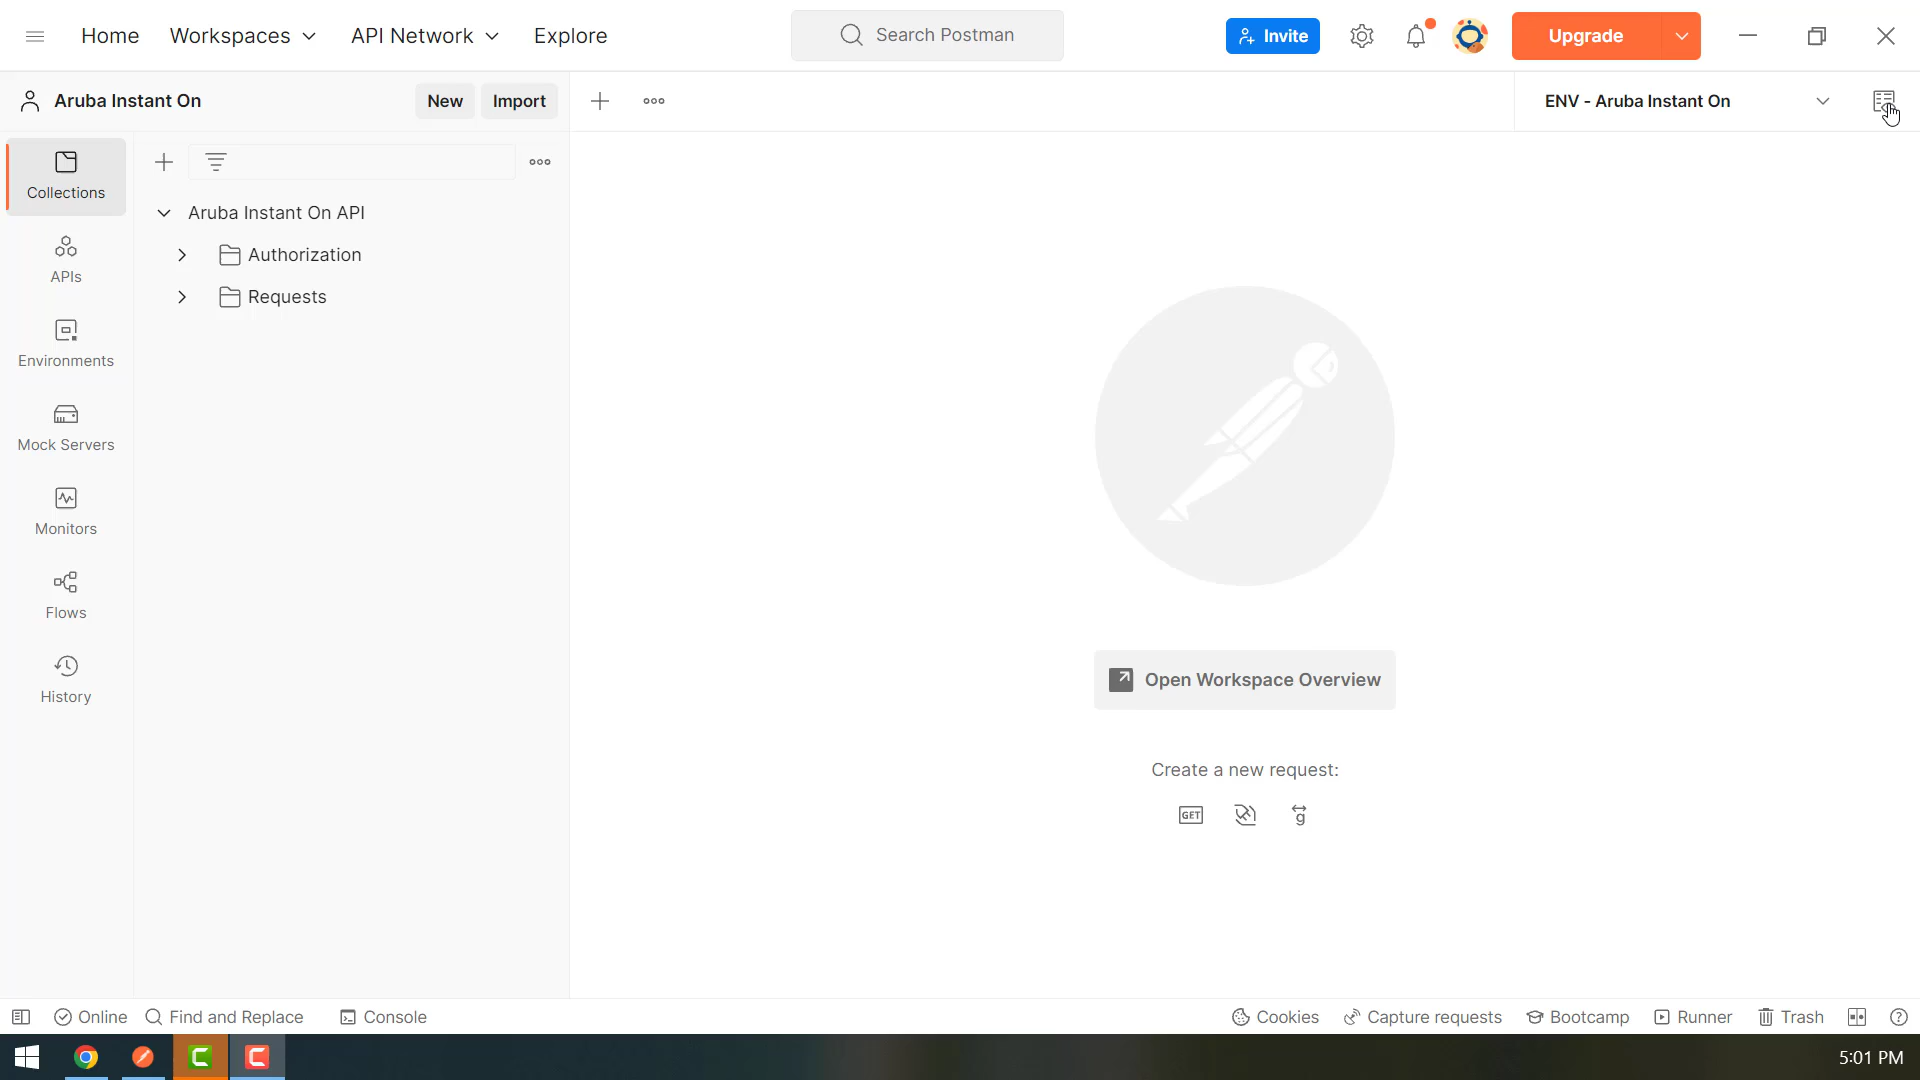 Home
Workspaces
API Network
Explore
Search Postman
Invite
Upgrade
Aruba Instant On
New
Import
ENV - Aruba Instant On
Collections
Aruba Instant On API
Authorization
Requests
APIs
Environments
Mock Servers
Monitors
Flows
History
Open Workspace Overview
Create a new request:
GET
g
Online
Find and Replace
Console
Cookies
Capture requests
Bootcamp
Runner
Trash
5:01 PM